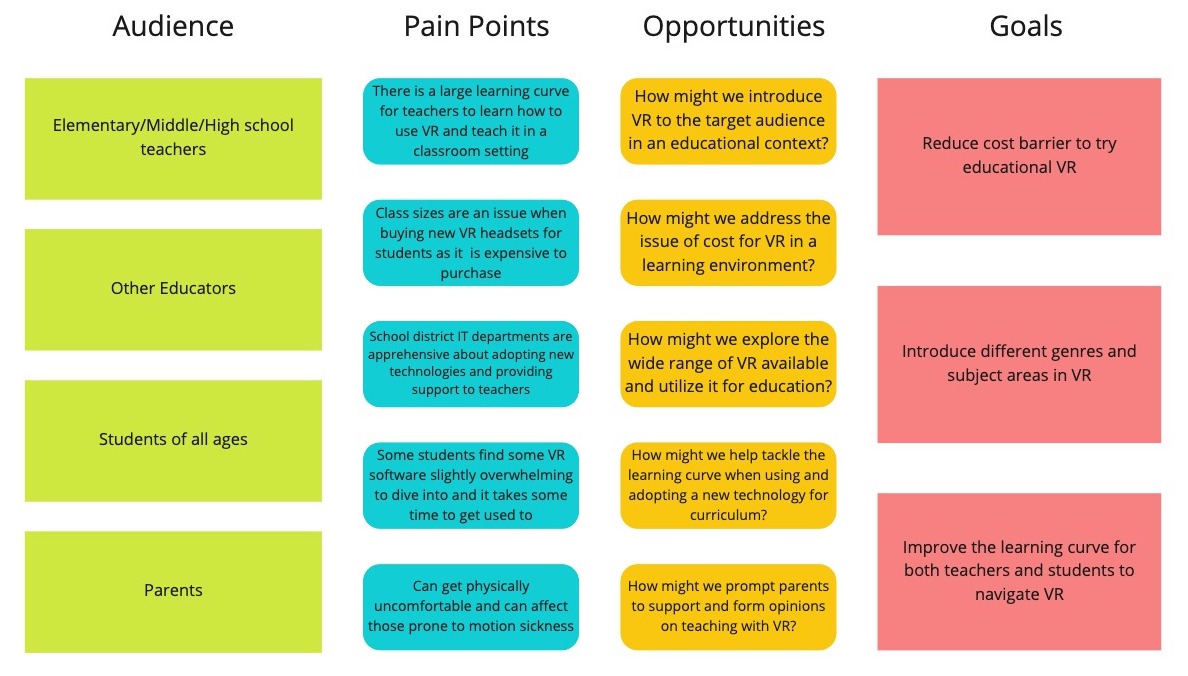 Audience
Elementary/Middle/High school
teachers
Other Educators
Students of all ages
Parents
Pain Points
There is a large learning curve
for teachers to learn how to
use VR and teach it in a
classroom setting
Class sizes are an issue when
buying new VR headsets for
students as it  is expensive to
purchase
School district IT departments are
apprehensive about adopting new
technologies and providing
support to teachers
Some students find some VR
software slightly overwhelming
to dive into and it takes some
time to get used to
Can get physically
uncomfortable and can affect
those prone to motion sickness
Opportunities
How might we introduce
VR to the target audience
in an educational context?
How might we address the
issue of cost for VR in a
learning environment?
How might we explore the
wide range of VR available
and utilize it for education?
How might we help tackle the
learning curve when using and
adopting a new technology for
curriculum?
How might we prompt parents
to support and form opinions
on teaching with VR?
Goals
Reduce cost barrier to try
educational VR
Introduce different genres and
subject areas in VR
Improve the learning curve for
both teachers and students to
navigate VR